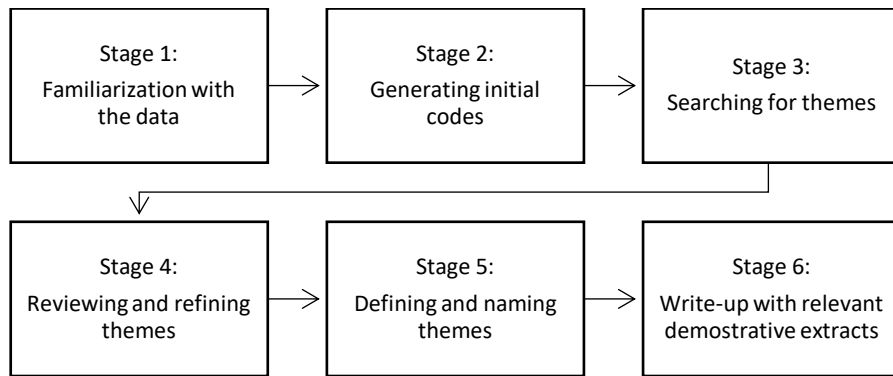 Stage 1:
Familiarization with
the data
Stage 2:
Generating initial
codes
Stage 3:
Searching for themes
Stage 4:
Reviewing and refining
themes
Stage 5:
Defining and naming
themes
Stage 6:
Write-up with relevant
demostrative extracts